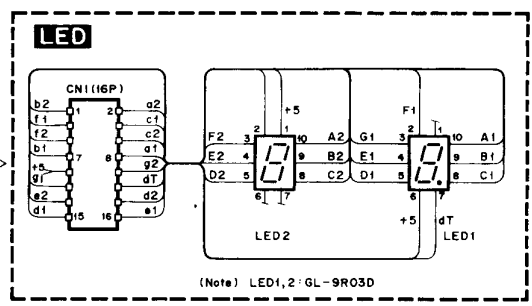 LED
CN1(16P)
b2 1 2 a2
f1 c1
f2 c2
b1 7 8 a1
+5 g2
g1 dT
e2 d2
d1 15 16 e1
+5 F1
2 1 2 1
F2 3 10 A2 G1 3 10 A1
E2 4 9 B2 E1 4 9 B1
D2 5 8 C2 D1 5 8 C1
6 7 6 7
+5 dT
LED2 LED1
(Note) LED1,2:GL-9R03D